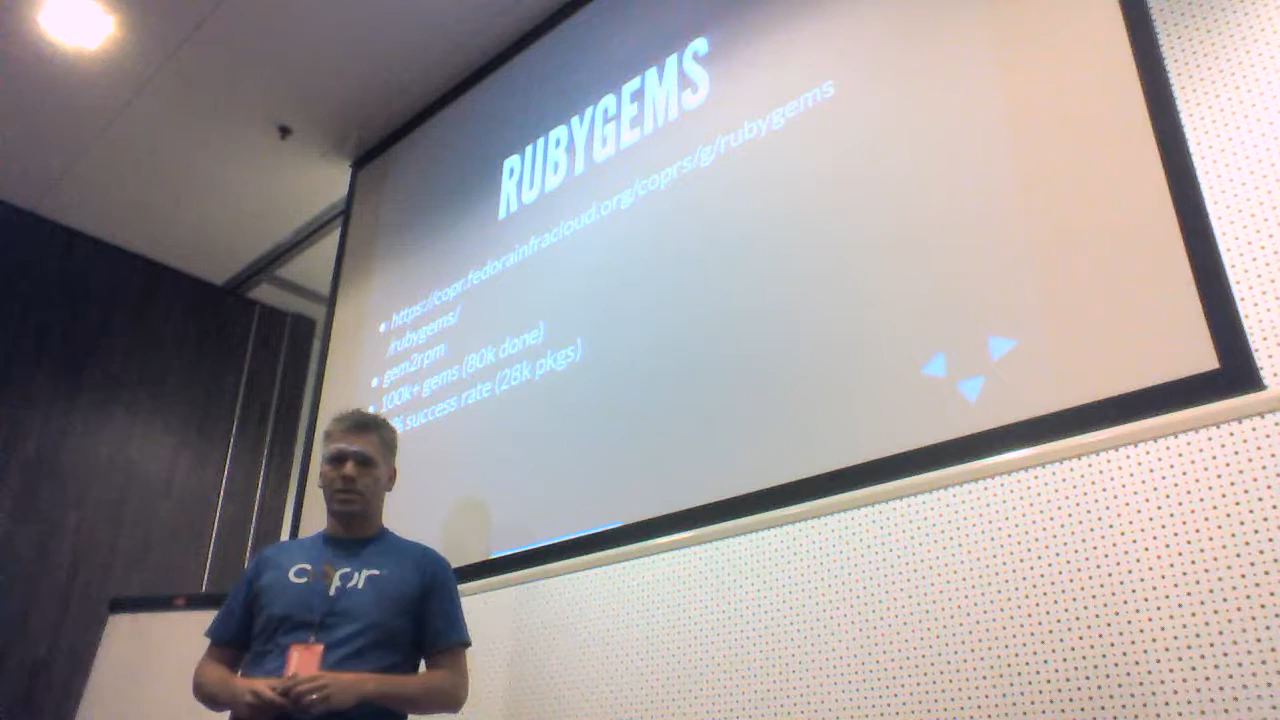 RUBYGEMS
https://copr.fedorainfracloud.org/coprs/g/rubygems
/rubygems/
gem2rpm
100k+ gems (80k done)
% success rate (28k pkgs)
copr